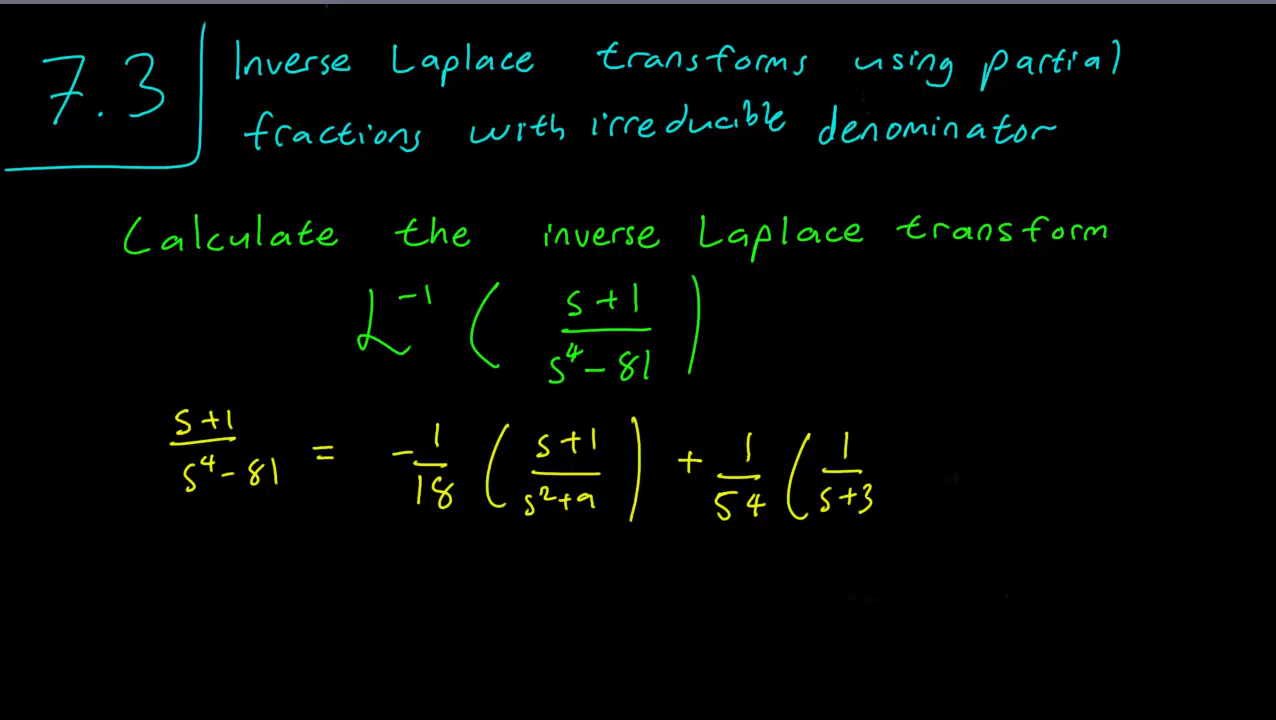 7.3
Inverse Laplace transforms using partial
fractions with irreducible denominator
Calculate the inverse Laplace transform
L^-1 ( (s+1)/(s^4-81) )
(s+1)/(s^4-81) = -1/18 ( (s+1)/(s^2+9) ) + 1/54 ( 1/(s+3)